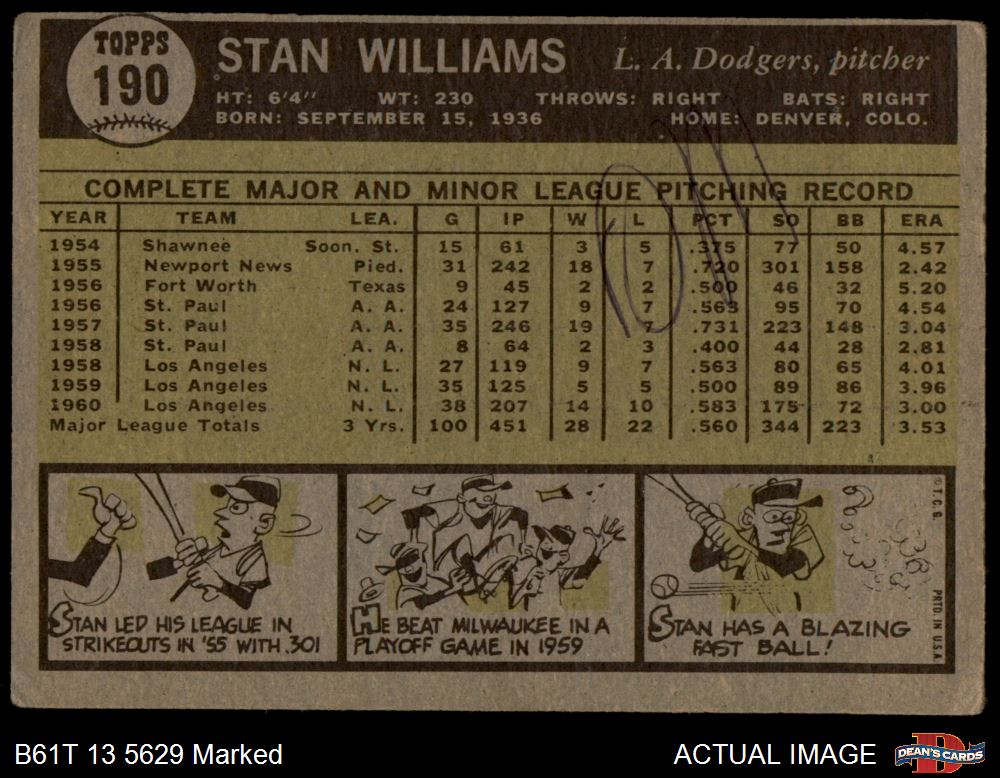 TOPPS
190
STAN WILLIAMS
L. A. Dodgers, pitcher
HT: 6'4" WT: 230 THROWS: RIGHT BATS: RIGHT
BORN: SEPTEMBER 15, 1936 HOME: DENVER, COLO.
COMPLETE MAJOR AND MINOR LEAGUE PITCHING RECORD
YEAR TEAM LEA. G IP W L PCT SO BB ERA
1954 Shawnee Soon. St. 15 61 3 5 .375 77 50 4.57
1955 Newport News Pied. 31 242 18 7 .720 301 158 2.42
1956 Fort Worth Texas 9 45 2 2 .500 46 32 5.20
1956 St. Paul A. A. 24 127 9 7 .563 95 70 4.54
1957 St. Paul A. A. 35 246 19 7 .731 223 148 3.04
1958 St. Paul A. A. 8 64 2 3 .400 44 28 2.81
1958 Los Angeles N. L. 27 119 9 7 .563 80 65 4.01
1959 Los Angeles N. L. 35 125 5 5 .500 89 86 3.96
1960 Los Angeles N. L. 38 207 14 10 .583 175 72 3.00
Major League Totals 3 Yrs. 100 451 28 22 .560 344 223 3.53
STAN LED HIS LEAGUE IN
STRIKEOUTS IN '55 WITH 301
HE BEAT MILWAUKEE IN A
PLAYOFF GAME IN 1959
STAN HAS A BLAZING
FAST BALL!
© T. C. G.
PRTD. IN U.S.A.
B61T 13 5629 Marked
ACTUAL IMAGE
DEAN'S CARDS